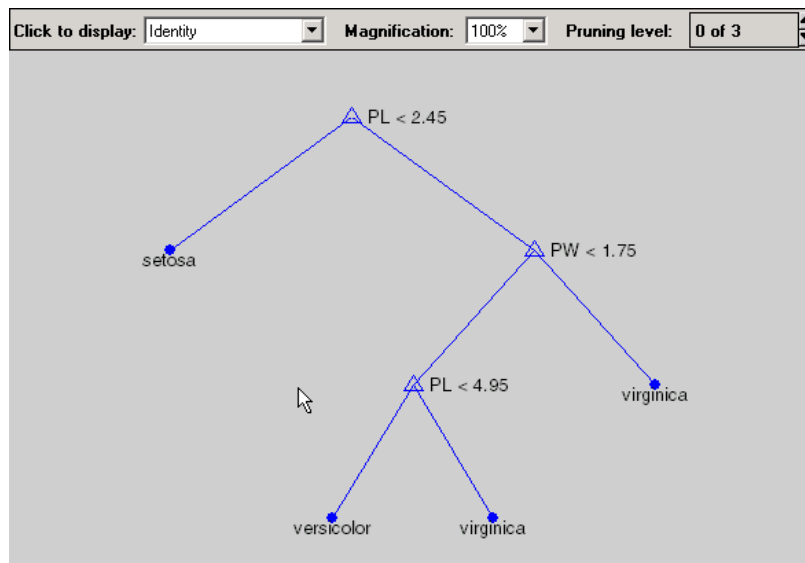 Click to display: Identity Magnification: 100% Pruning level: 0 of 3
PL < 2.45
setosa
PW < 1.75
PL < 4.95
virginica
versicolor
virginica